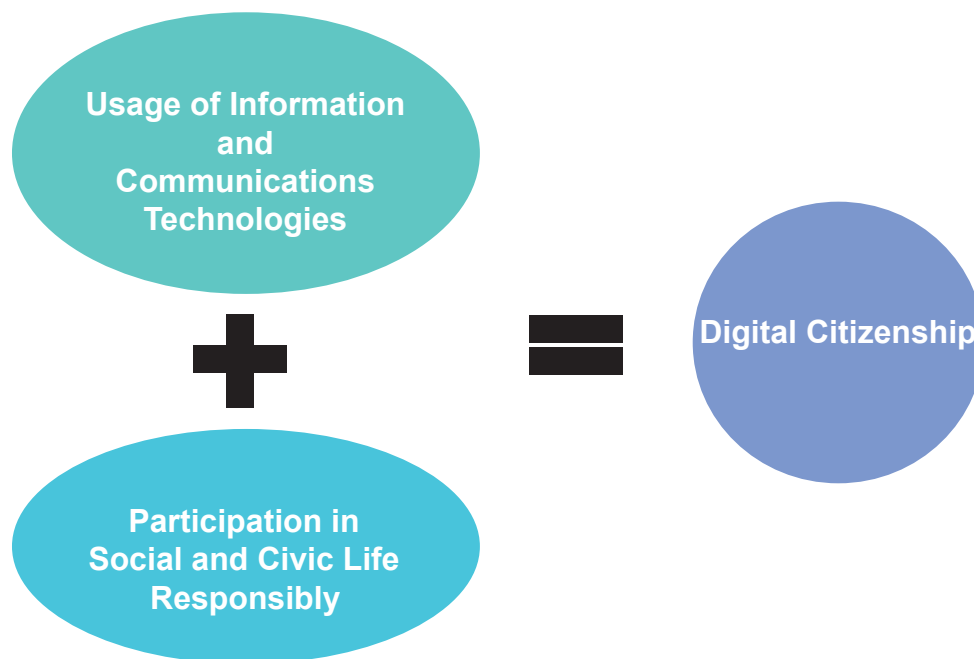 Usage of Information
and
Communications
Technologies
Digital Citizenship
Participation in
Social and Civic Life
Responsibly